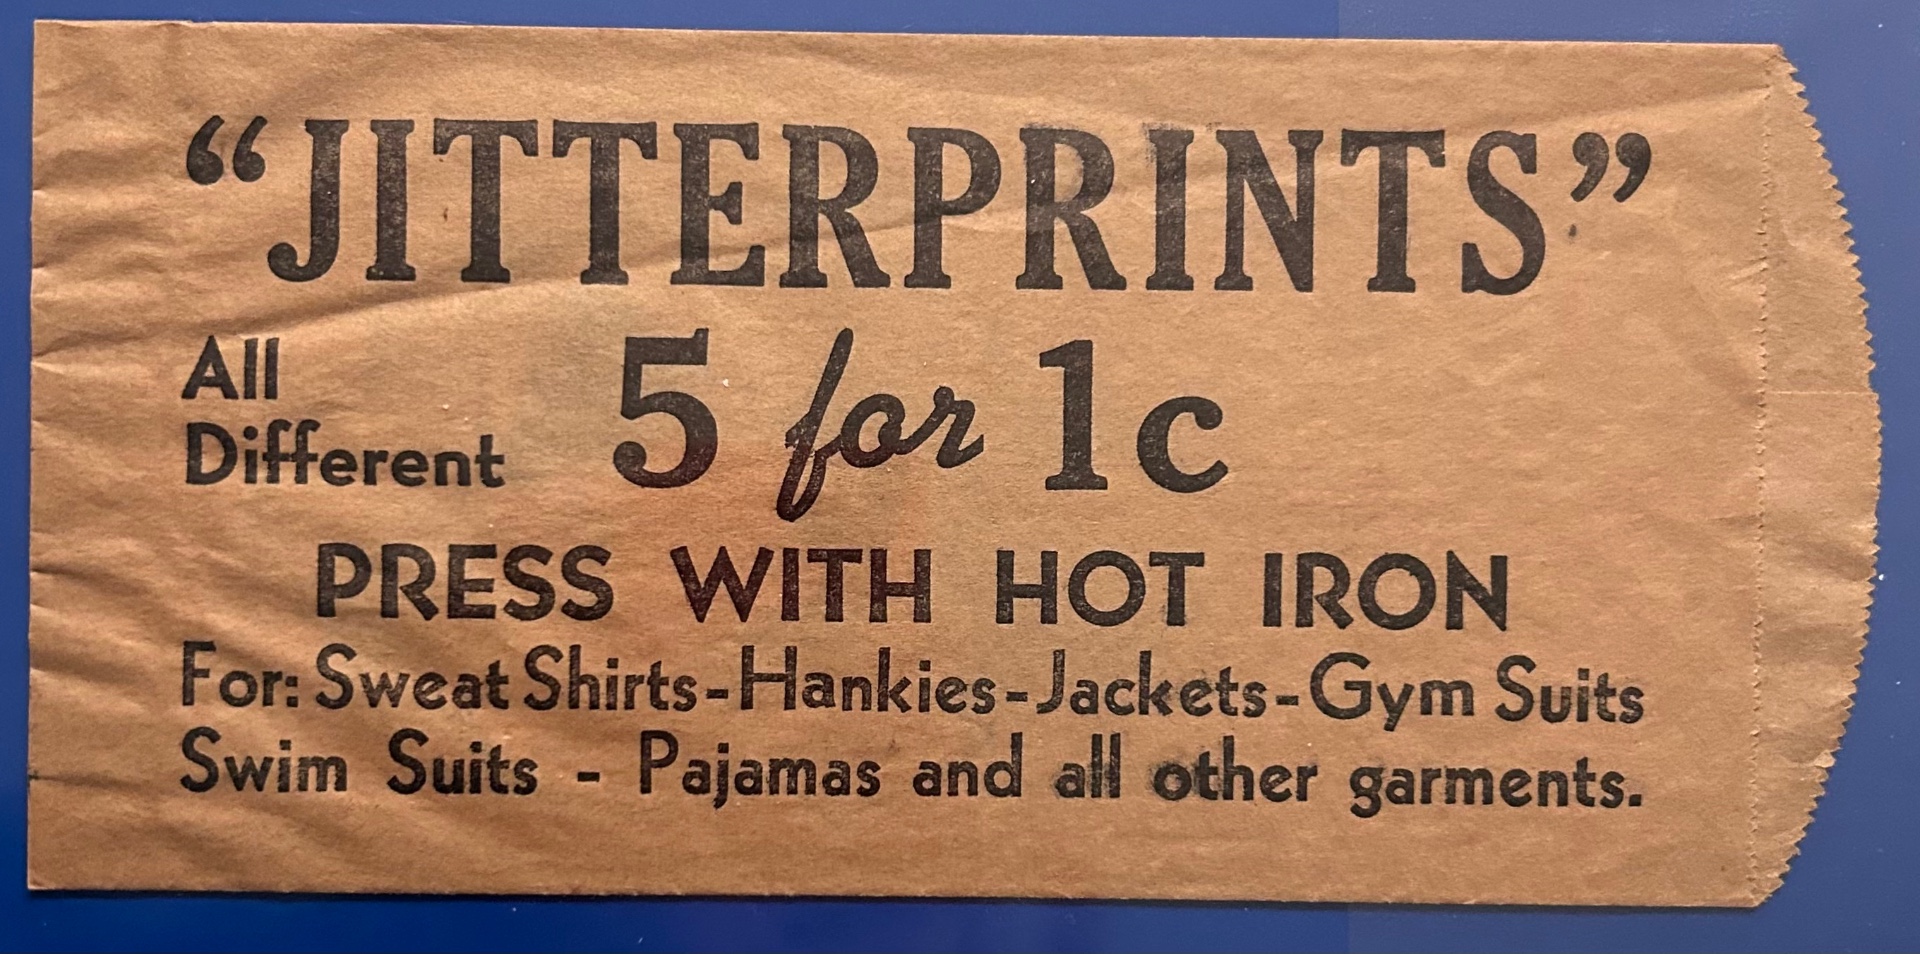 “JITTERPRINTS”
All
Different
5 for 1c
PRESS WITH HOT IRON
For: Sweat Shirts-Hankies-Jackets-Gym Suits
Swim Suits - Pajamas and all other garments.